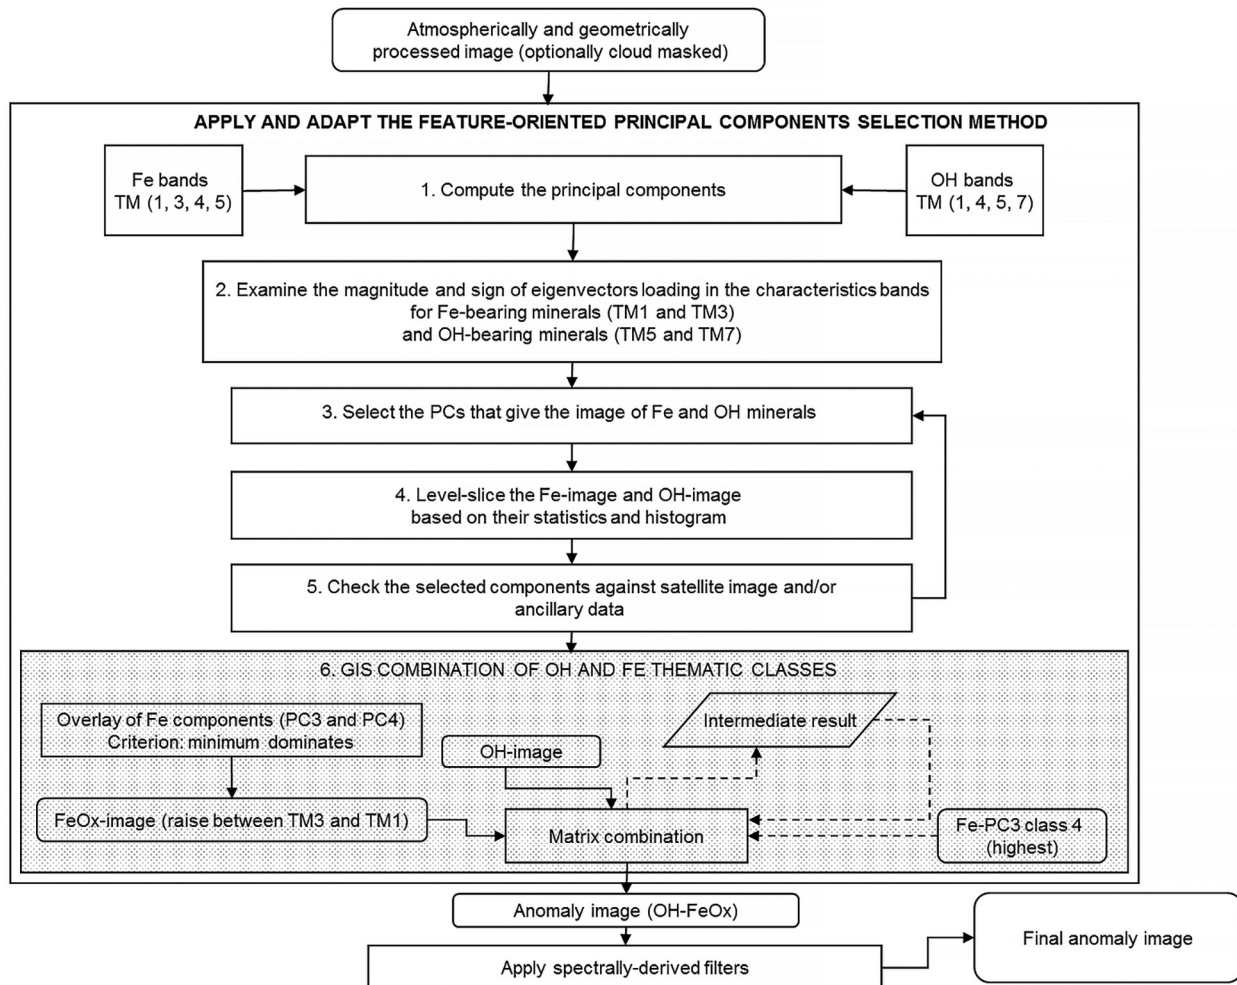 Atmospherically and geometrically
processed image (optionally cloud masked)
APPLY AND ADAPT THE FEATURE-ORIENTED PRINCIPAL COMPONENTS SELECTION METHOD
Fe bands
TM (1, 3, 4, 5)
1. Compute the principal components
OH bands
TM (1, 4, 5, 7)
2. Examine the magnitude and sign of eigenvectors loading in the characteristics bands
for Fe-bearing minerals (TM1 and TM3)
and OH-bearing minerals (TM5 and TM7)
3. Select the PCs that give the image of Fe and OH minerals
4. Level-slice the Fe-image and OH-image
based on their statistics and histogram
5. Check the selected components against satellite image and/or
ancillary data
6. GIS COMBINATION OF OH AND FE THEMATIC CLASSES
Overlay of Fe components (PC3 and PC4)
Criterion: minimum dominates
OH-image
Intermediate result
FeOx-image (raise between TM3 and TM1)
Matrix combination
Fe-PC3 class 4
(highest)
Anomaly image (OH-FeOx)
Apply spectrally-derived filters
Final anomaly image